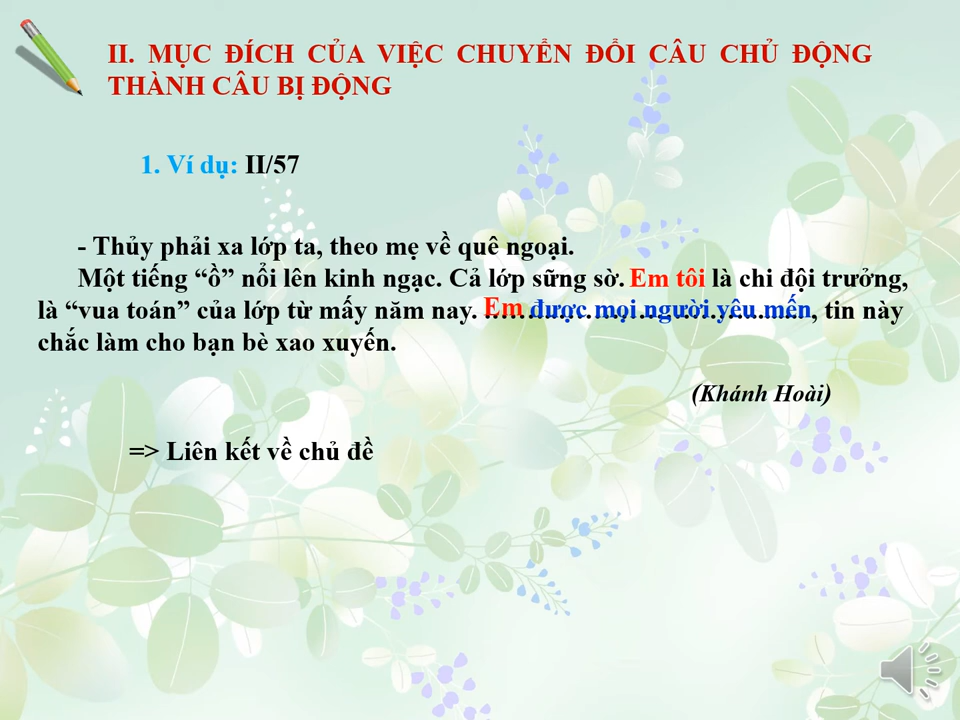 II. MỤC ĐÍCH CỦA VIỆC CHUYỂN ĐỔI CÂU CHỦ ĐỘNG
THÀNH CÂU BỊ ĐỘNG
1. Ví dụ: II/57
- Thủy phải xa lớp ta, theo mẹ về quê ngoại.
Một tiếng “ồ” nổi lên kinh ngạc. Cả lớp sững sờ. Em tôi là chi đội trưởng,
là “vua toán” của lớp từ mấy năm nay. Em được mọi người yêu mến, tin này
chắc làm cho bạn bè xao xuyến.
(Khánh Hoài)
=> Liên kết về chủ đề